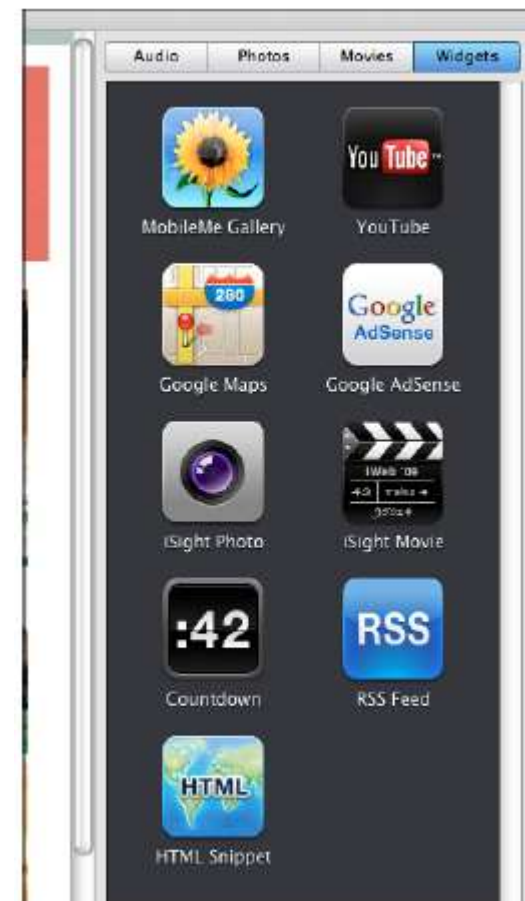 Audio Photos Movies Widgets
You Tube
MobileMe Gallery YouTube
280
Google
AdSense
Google Maps Google AdSense
iWeb '09
42
iSight Photo iSight Movie
:42 RSS
Countdown RSS Feed
HTML
HTML Snippet